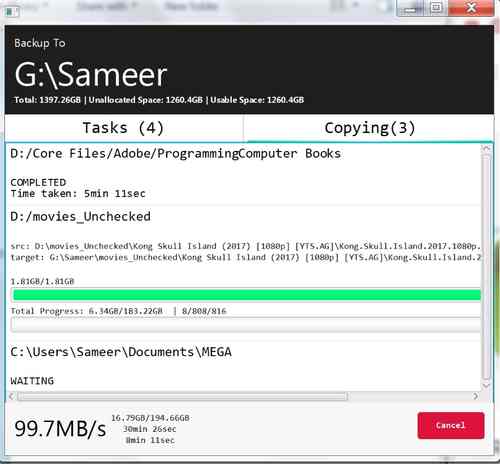 Share with
New folder
Backup To
G:\Sameer
Total: 1397.26GB | Unallocated Space: 1260.4GB | Usable Space: 1260.4GB
Tasks (4)
Copying(3)
D:/Core Files/Adobe/ProgrammingComputer Books
COMPLETED
Time taken: 5min 11sec
D:/movies_Unchecked
src: D:\movies_Unchecked\Kong Skull Island (2017) [1080p] [YTS.AG]\Kong.Skull.Island.2017.1080p.
target: G:\Sameer\movies_Unchecked\Kong Skull Island (2017) [1080p] [YTS.AG]\Kong.Skull.Island.2
1.81GB/1.81GB
Total Progress: 6.34GB/183.22GB | 8/808/816
C:\Users\Sameer\Documents\MEGA
WAITING
99.7MB/s
16.79GB/194.66GB
30min 26sec
8min 11sec
Cancel